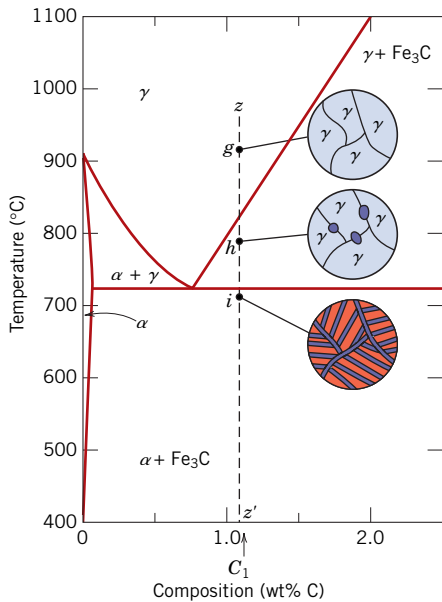 1100
1000
900
800
700
600
500
400
Temperature (°C)
γ
γ + Fe₃C
z
g
γ
γ
γ
γ
h
γ
γ
γ
γ
α + γ
i
α
α + Fe₃C
z′
0
1.0
2.0
C₁
Composition (wt% C)